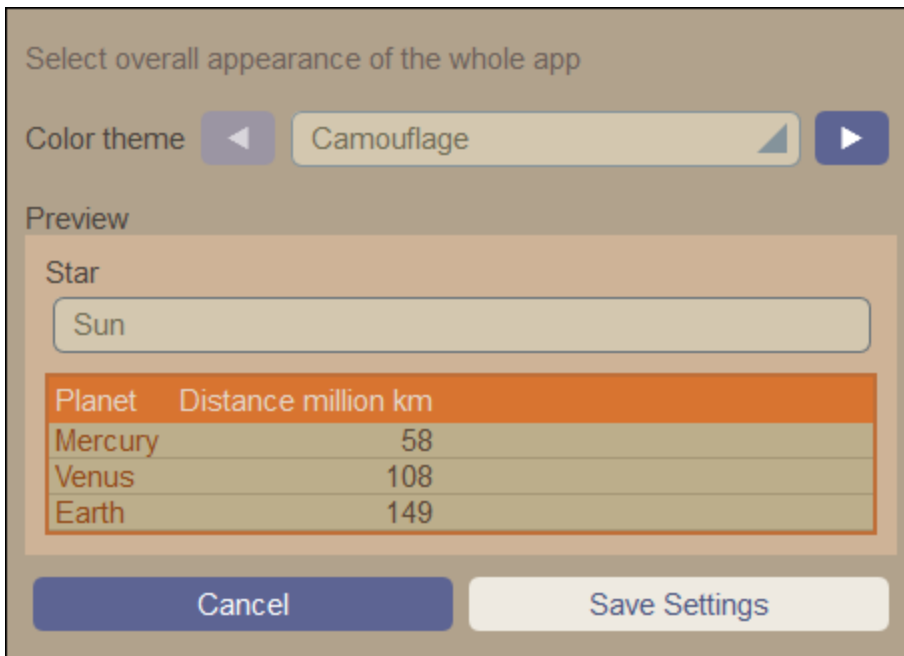 Select overall appearance of the whole app
Color theme ◀ Camouflage ▶
Preview
Star
Sun
Planet Distance million km
Mercury 58
Venus 108
Earth 149
Cancel Save Settings